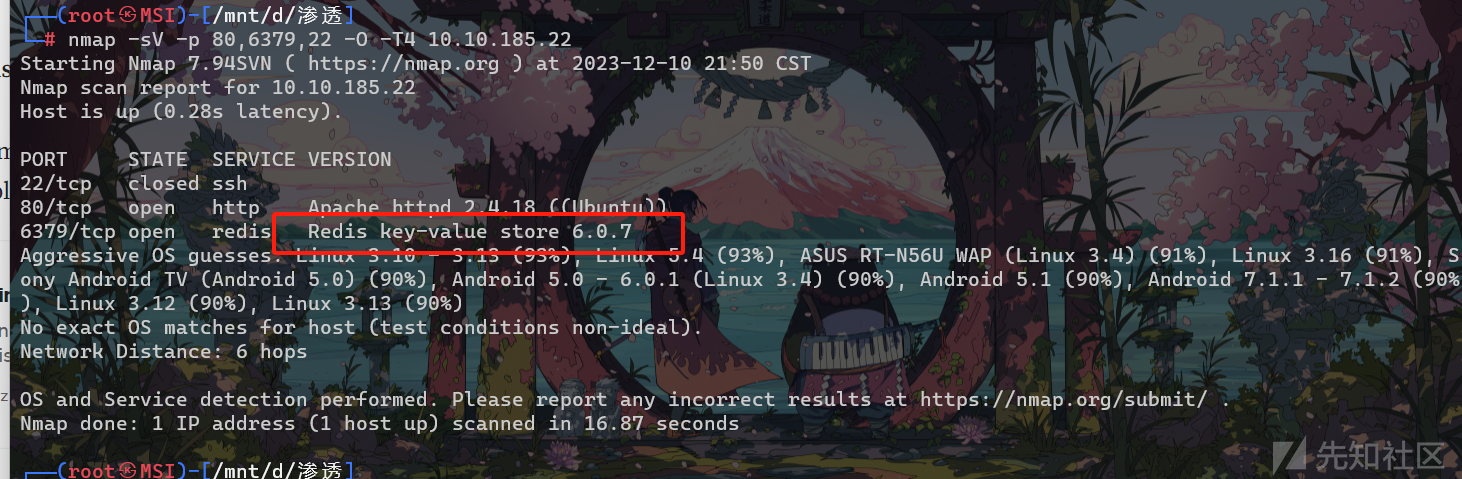 (root㉿MSI)-[/mnt/d/渗透]
# nmap -sV -p 80,6379,22 -O -T4 10.10.185.22
Starting Nmap 7.94SVN ( https://nmap.org ) at 2023-12-10 21:50 CST
Nmap scan report for 10.10.185.22
Host is up (0.28s latency).
PORT STATE SERVICE VERSION
22/tcp closed ssh
80/tcp open http Apache httpd 2.4.18 ((Ubuntu))
6379/tcp open redis Redis key-value store 6.0.7
Aggressive OS guesses: Linux 3.10 - 3.13 (93%), Linux 5.4 (93%), ASUS RT-N56U WAP (Linux 3.4) (91%), Linux 3.16 (91%), S
ony Android TV (Android 5.0) (90%), Android 5.0 - 6.0.1 (Linux 3.4) (90%), Android 5.1 (90%), Android 7.1.1 - 7.1.2 (90%
), Linux 3.12 (90%), Linux 3.13 (90%)
No exact OS matches for host (test conditions non-ideal).
Network Distance: 6 hops
OS and Service detection performed. Please report any incorrect results at https://nmap.org/submit/ .
Nmap done: 1 IP address (1 host up) scanned in 16.87 seconds
(root㉿MSI)-[/mnt/d/渗透]
先知社区